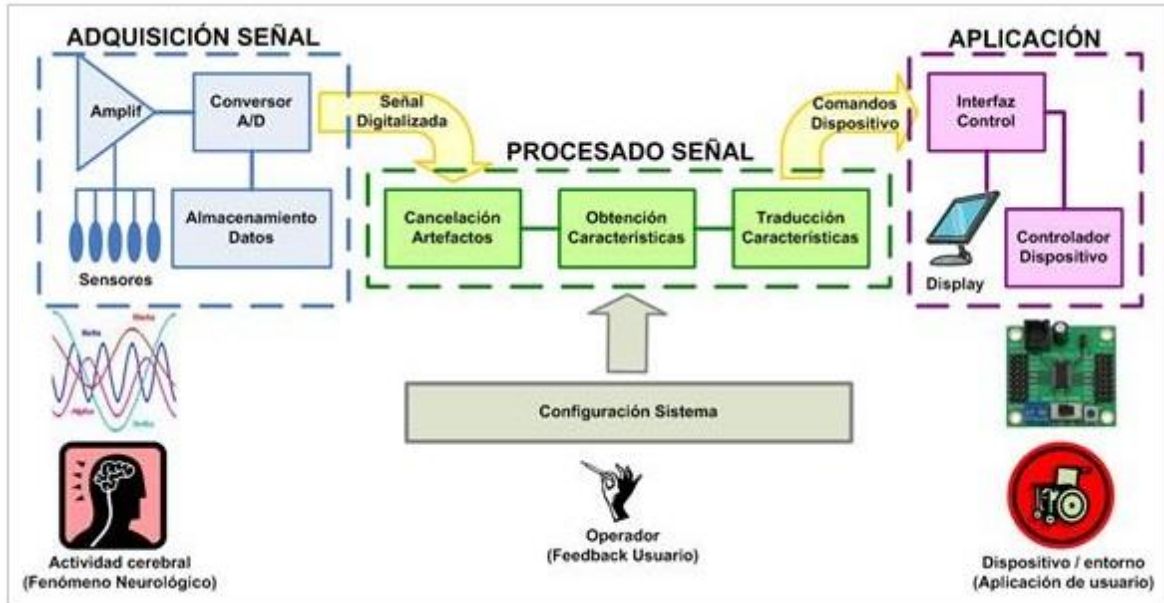 ADQUISICIÓN SEÑAL
Amplif
Conversor
A/D
Almacenamiento
Datos
Sensores
Señal
Digitalizada
PROCESADO SEÑAL
Cancelación
Artefactos
Obtención
Características
Traducción
Características
Comandos
Dispositivo
APLICACIÓN
Interfaz
Control
Display
Controlador
Dispositivo
Configuración Sistema
Operador
(Feedback Usuario)
Alpha
Actividad cerebral
(Fenómeno Neurológico)
Dispositivo / entorno
(Aplicación de usuario)